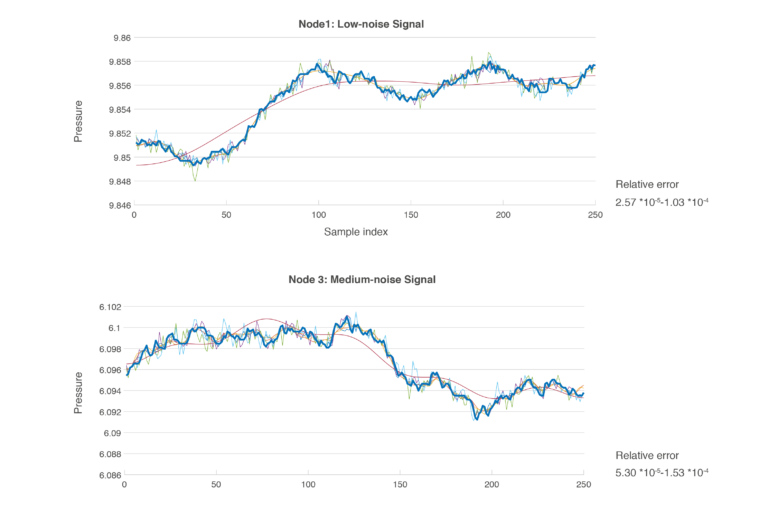 Node1: Low-noise Signal
9.86
9.858
9.856
9.854
9.852
9.85
9.848
9.846
Pressure
0 50 100 150 200 250
Sample index
Relative error
2.57 *10⁻⁵-1.03 *10⁻⁴
Node 3: Medium-noise Signal
6.102
6.1
6.098
6.096
6.094
6.092
6.09
6.088
6.086
Pressure
0 50 100 150 200 250
Relative error
5.30 *10⁻⁵-1.53 *10⁻⁴